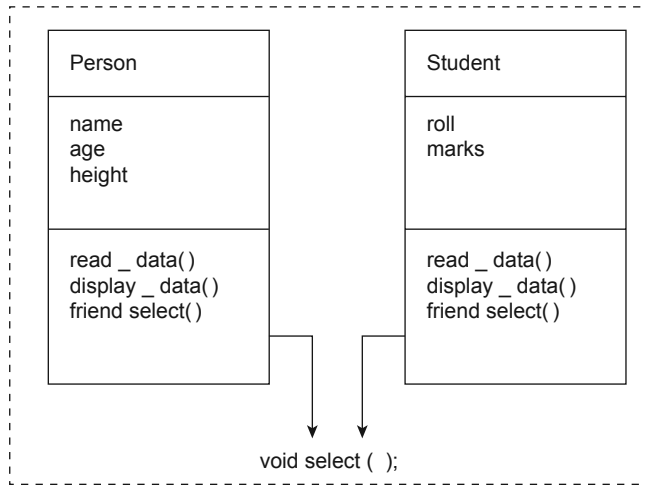 Person
name
age
height
read _ data( )
display _ data( )
friend select( )
Student
roll
marks
read _ data( )
display _ data( )
friend select( )
void select (  );